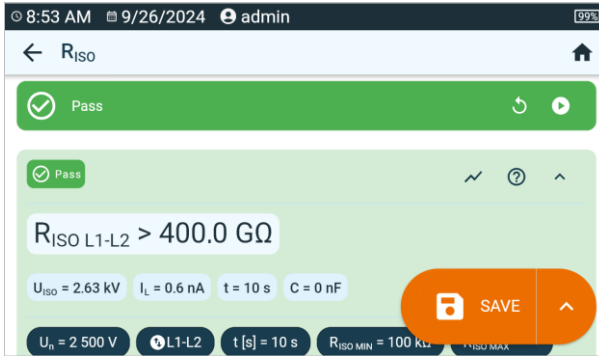 8:53 AM 9/26/2024 admin 99%
RISO
Pass
Pass
RISO L1-L2 > 400.0 GΩ
UISO = 2.63 kV IL = 0.6 nA t = 10 s C = 0 nF
SAVE
Un = 2 500 V L1-L2 t [s] = 10 s RISO MIN = 100 kΩ RISO MAX